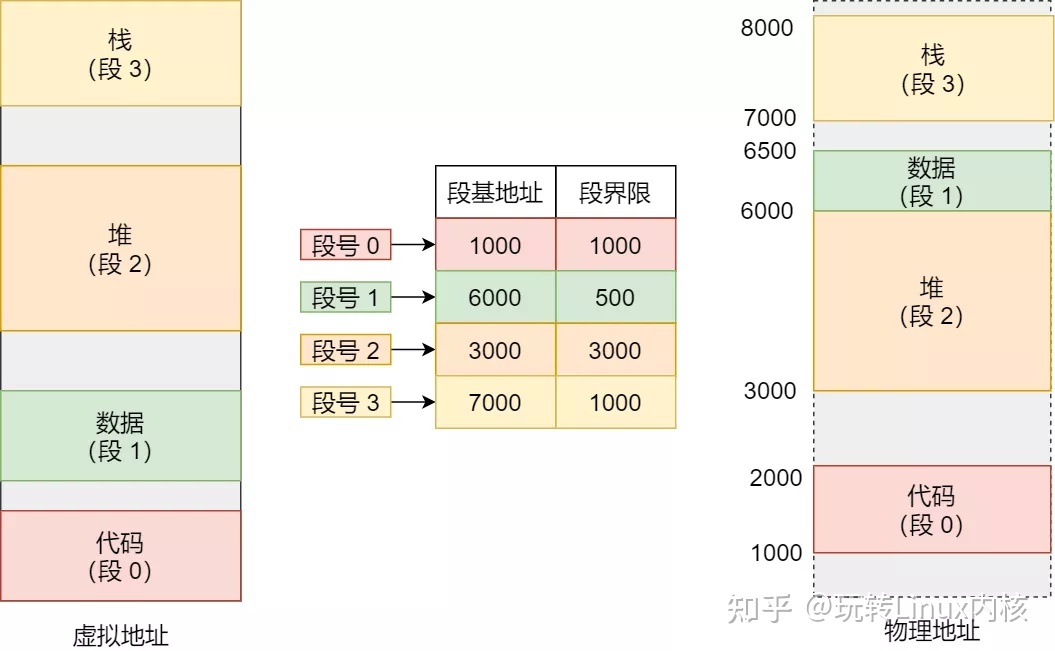 栈
(段 3)
堆
(段 2)
数据
(段 1)
代码
(段 0)
虚拟地址
段基地址 段界限
段号 0 1000 1000
段号 1 6000 500
段号 2 3000 3000
段号 3 7000 1000
8000
栈
(段 3)
7000
6500
数据
(段 1)
6000
堆
(段 2)
3000
2000
代码
(段 0)
1000
知乎 @玩转Linux内核
物理地址